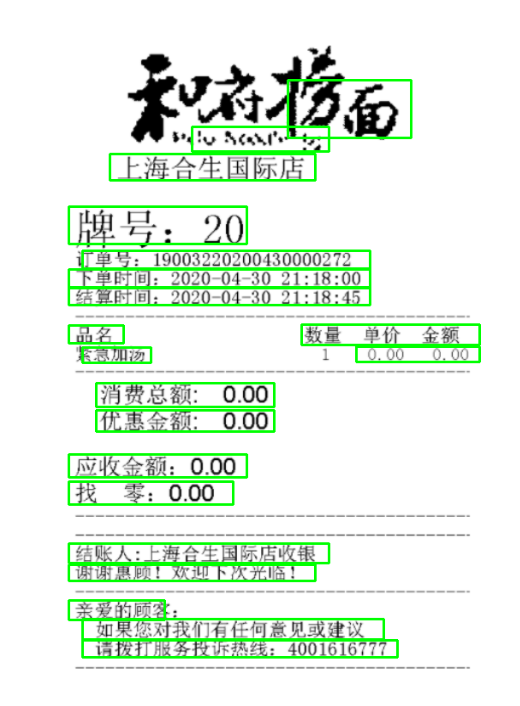 和府捞面
上海合生国际店
牌号：20
订单号：19003220200430000272
下单时间：2020-04-30 21:18:00
结算时间：2020-04-30 21:18:45
品名 数量 单价 金额
紧急加汤 1 0.00 0.00
消费总额: 0.00
优惠金额: 0.00
应收金额：0.00
找 零：0.00
结账人:上海合生国际店收银
谢谢惠顾！欢迎下次光临！
亲爱的顾客：
如果您对我们有任何意见或建议
请拨打服务投诉热线：4001616777